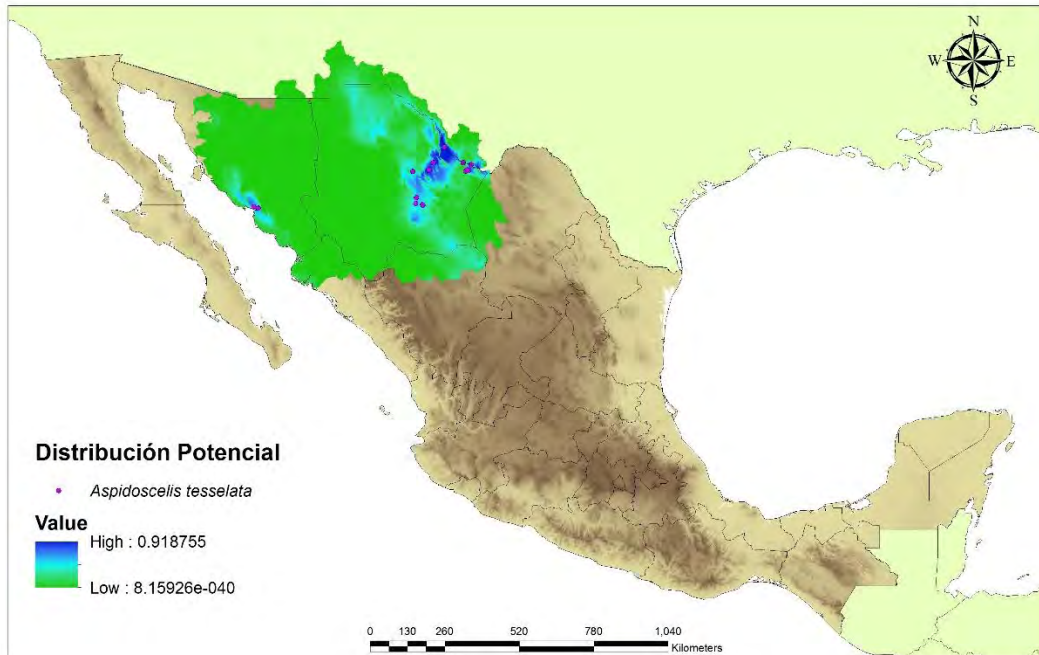 N
W
E
S
Distribución Potencial
Aspidoscelis tesselata
Value
High : 0.918755
Low : 8.15926e-040
0 130 260 520 780 1,040
Kilometers